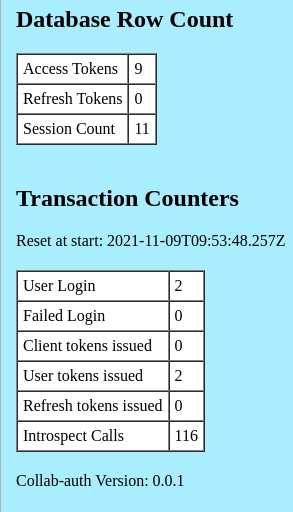 Database Row Count
Access Tokens 9
Refresh Tokens 0
Session Count 11
Transaction Counters
Reset at start: 2021-11-09T09:53:48.257Z
User Login 2
Failed Login 0
Client tokens issued 0
User tokens issued 2
Refresh tokens issued 0
Introspect Calls 116
Collab-auth Version: 0.0.1